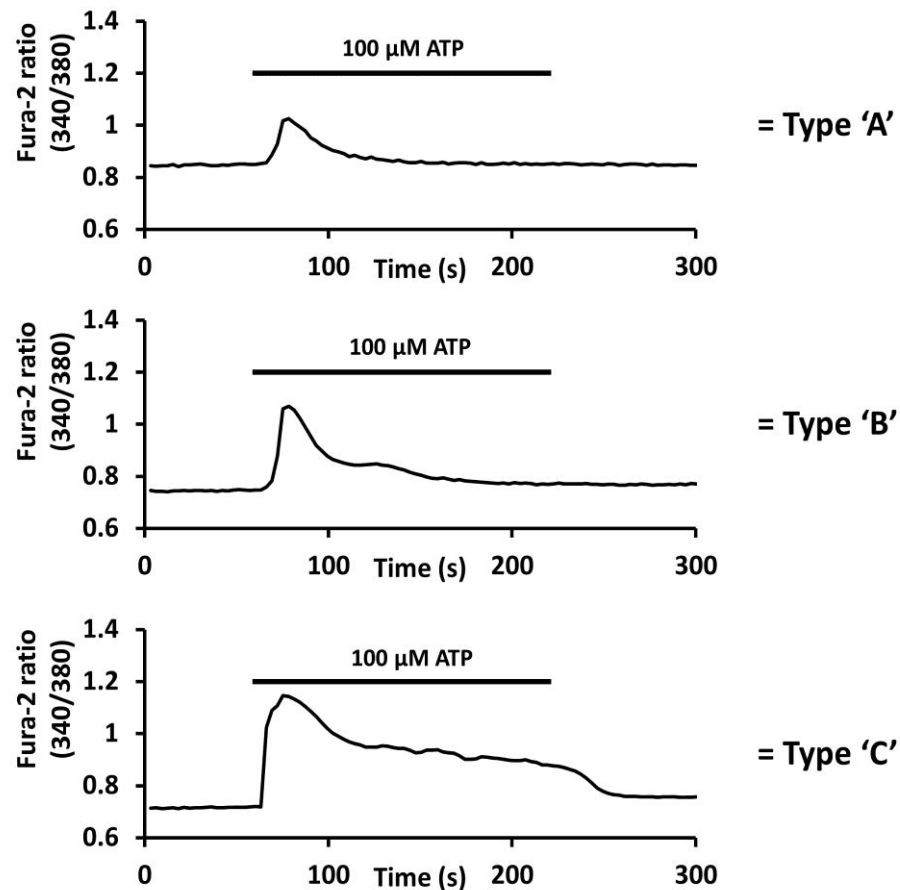 Fura-2 ratio
(340/380)
1.4
1.2
1
0.8
0.6
100 µM ATP
0
100
Time (s)
200
300
= Type ‘A’
Fura-2 ratio
(340/380)
1.4
1.2
1
0.8
0.6
100 µM ATP
0
100
Time (s)
200
300
= Type ‘B’
Fura-2 ratio
(340/380)
1.4
1.2
1
0.8
0.6
100 µM ATP
0
100
Time (s)
200
300
= Type ‘C’